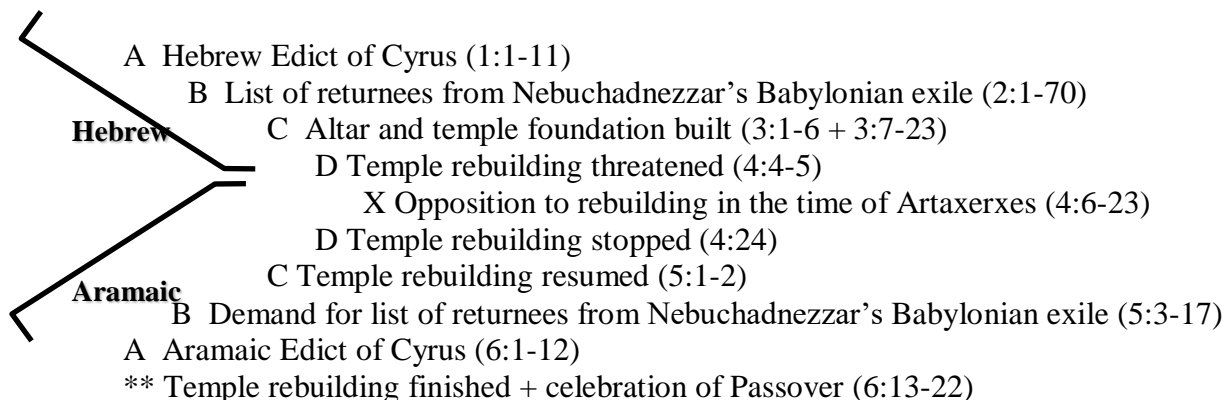 A Hebrew Edict of Cyrus (1:1-11)
B List of returnees from Nebuchadnezzar’s Babylonian exile (2:1-70)
Hebrew C Altar and temple foundation built (3:1-6 + 3:7-23)
D Temple rebuilding threatened (4:4-5)
X Opposition to rebuilding in the time of Artaxerxes (4:6-23)
D Temple rebuilding stopped (4:24)
C Temple rebuilding resumed (5:1-2)
Aramaic
B Demand for list of returnees from Nebuchadnezzar’s Babylonian exile (5:3-17)
A Aramaic Edict of Cyrus (6:1-12)
** Temple rebuilding finished + celebration of Passover (6:13-22)